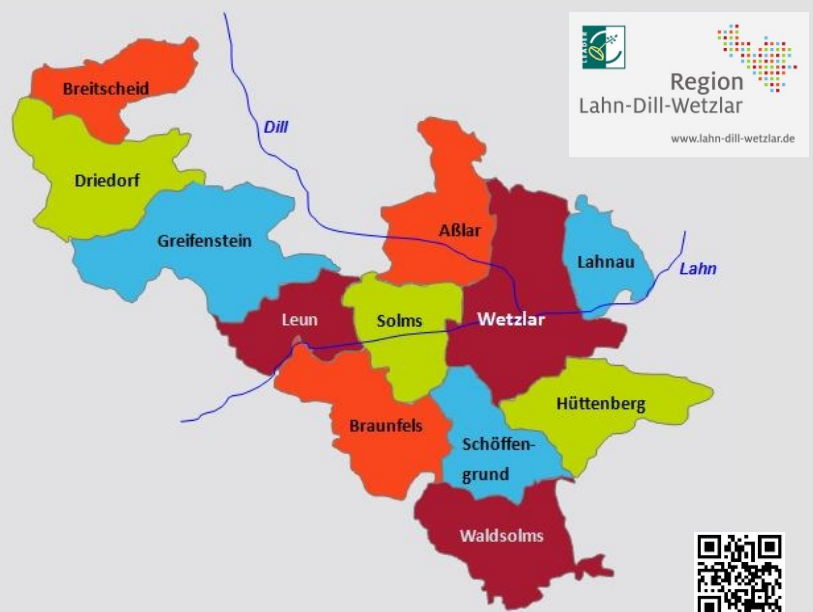 LEADER
Region
Lahn-Dill-Wetzlar
www.lahn-dill-wetzlar.de
Breitscheid
Dill
Driedorf
Aßlar
Greifenstein
Lahnau
Lahn
Leun
Solms
Wetzlar
Hüttenberg
Braunfels
Schöffen-
grund
Waldsolms